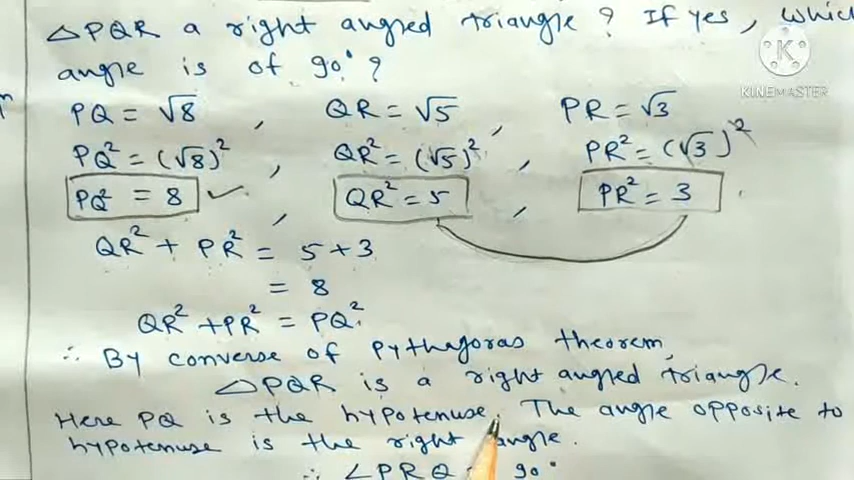 △PQR a right angled triangle ? If yes, which
angle is of 90° ?
KINEMASTER
PQ = √8 , QR = √5 , PR = √3
PQ² = (√8)² , QR² = (√5)² , PR² = (√3)²
PQ² = 8 , QR² = 5 , PR² = 3
QR² + PR² = 5 + 3
= 8
QR² + PR² = PQ²
∴ By converse of Pythagoras theorem,
△PQR is a right angled triangle.
Here PQ is the hypotenuse. The angle opposite to
hypotenuse is the right angle.
∴ ∠PRQ = 90°